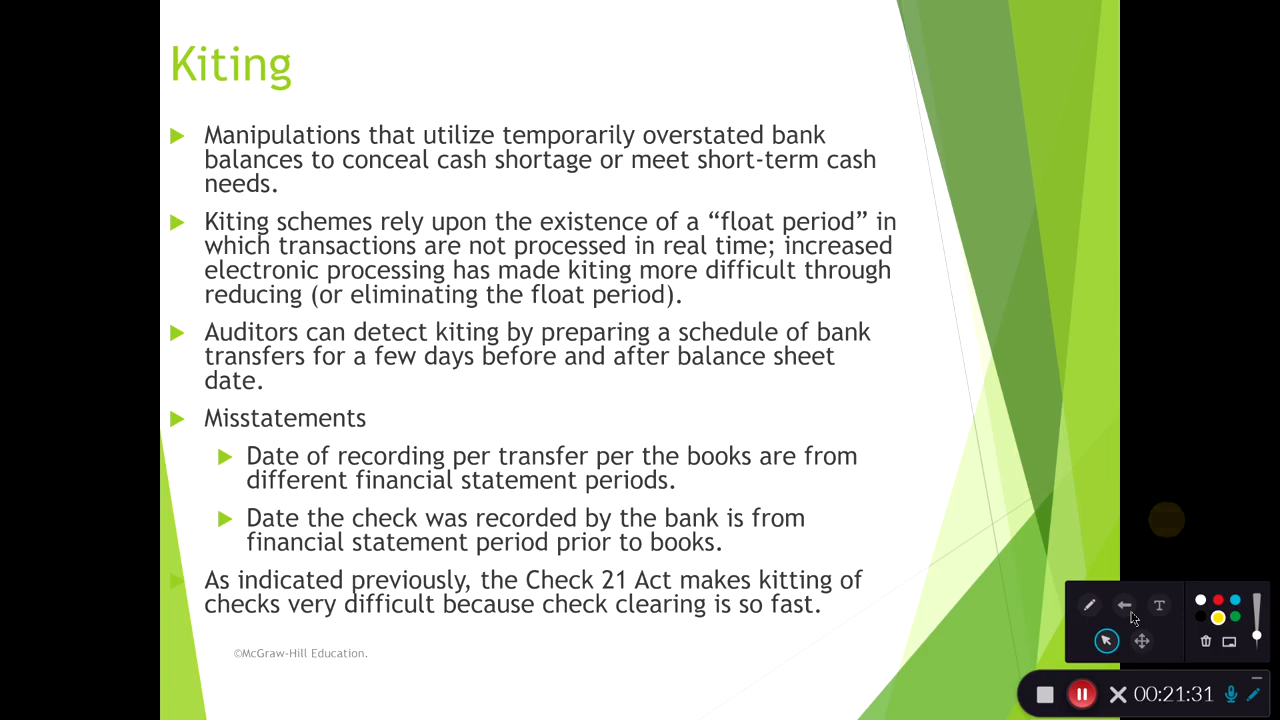 Kiting
Manipulations that utilize temporarily overstated bank
balances to conceal cash shortage or meet short-term cash
needs.
Kiting schemes rely upon the existence of a “float period” in
which transactions are not processed in real time; increased
electronic processing has made kiting more difficult through
reducing (or eliminating the float period).
Auditors can detect kiting by preparing a schedule of bank
transfers for a few days before and after balance sheet
date.
Misstatements
Date of recording per transfer per the books are from
different financial statement periods.
Date the check was recorded by the bank is from
financial statement period prior to books.
As indicated previously, the Check 21 Act makes kitting of
checks very difficult because check clearing is so fast.
©McGraw-Hill Education.
T
00:21:31